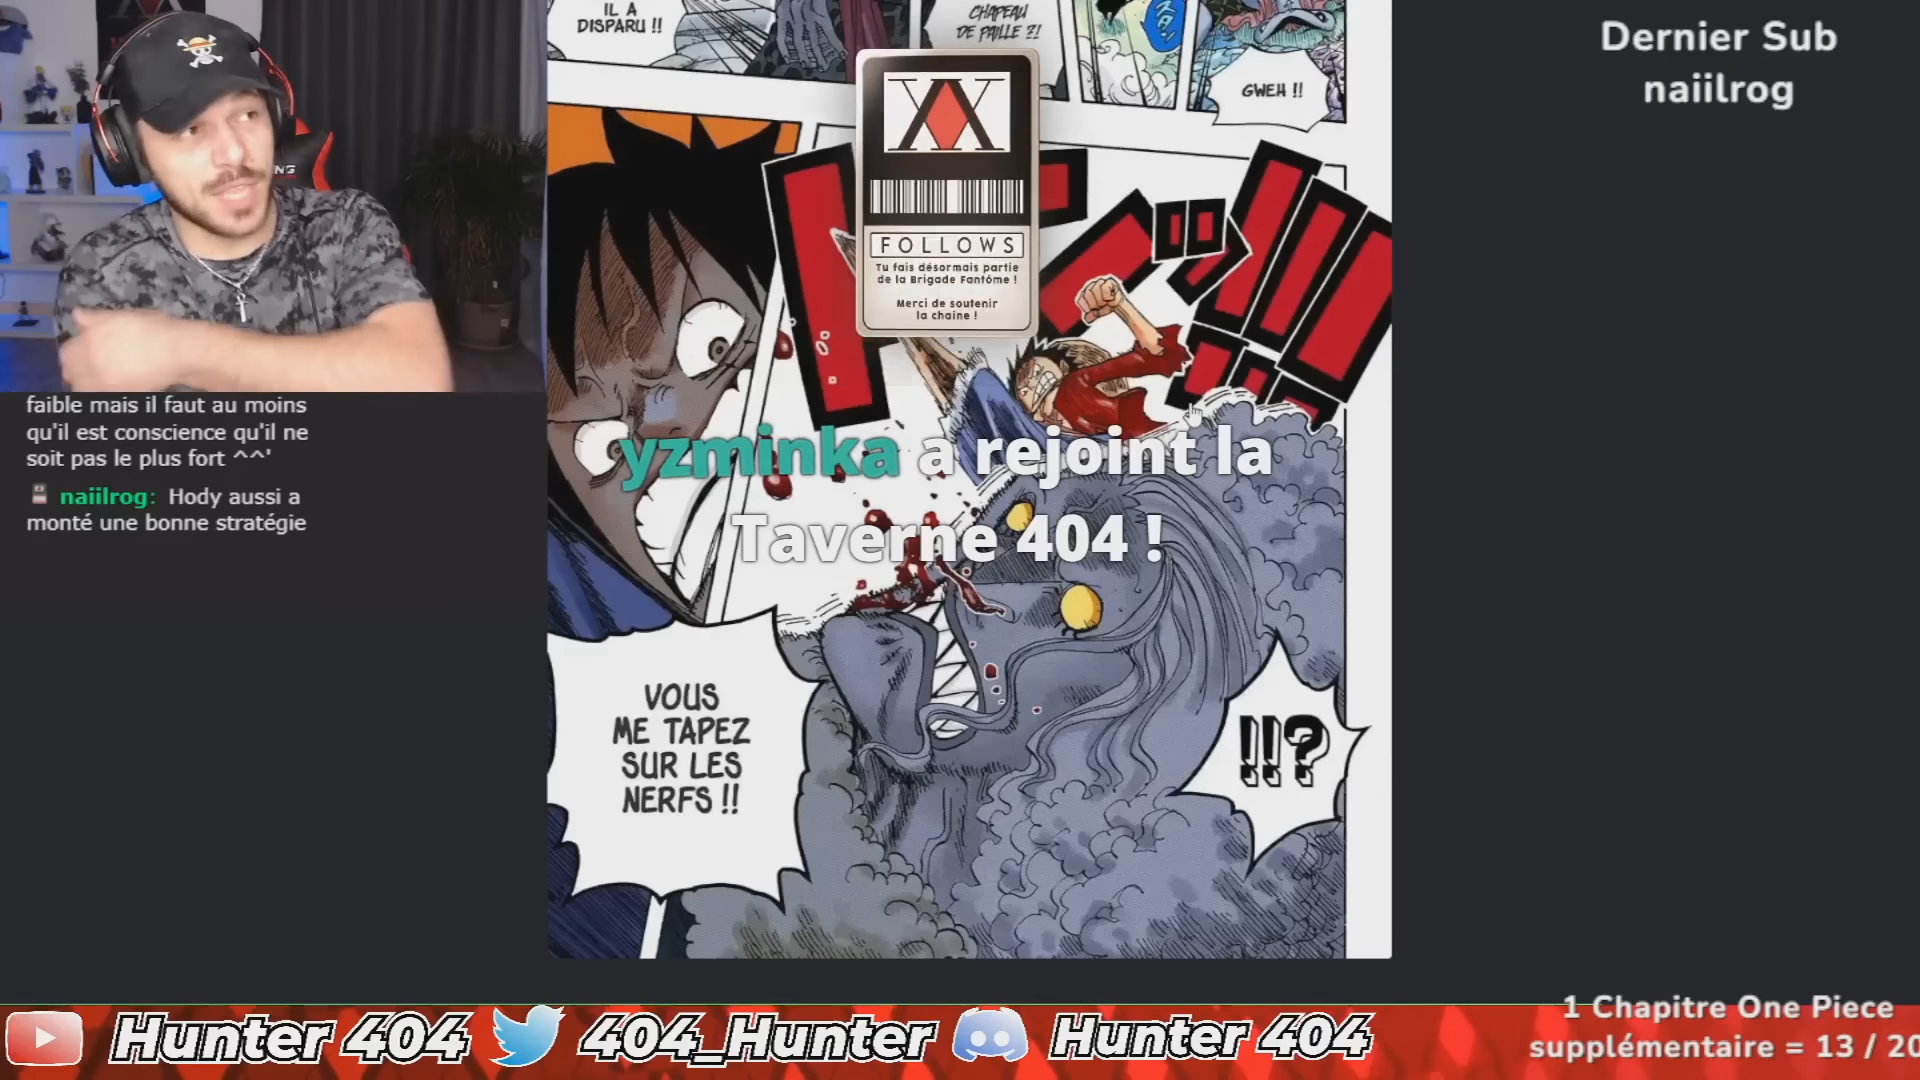 IL A
DISPARU !!
CHAPEAU
DE PAILLE ?!
GWEH !!
Dernier Sub
naiilrog
FOLLOWS
Tu fais désormais partie
de la Brigade Fantôme !
Merci de soutenir
la chaine !
faible mais il faut au moins
qu'il est conscience qu'il ne
soit pas le plus fort ^^'
naiilrog: Hody aussi a
monté une bonne stratégie
yzminka a rejoint la
Taverne 404 !
VOUS
ME TAPEZ
SUR LES
NERFS !!
!!?
Hunter 404
404_Hunter
Hunter 404
1 Chapitre One Piece
supplémentaire = 13 / 20